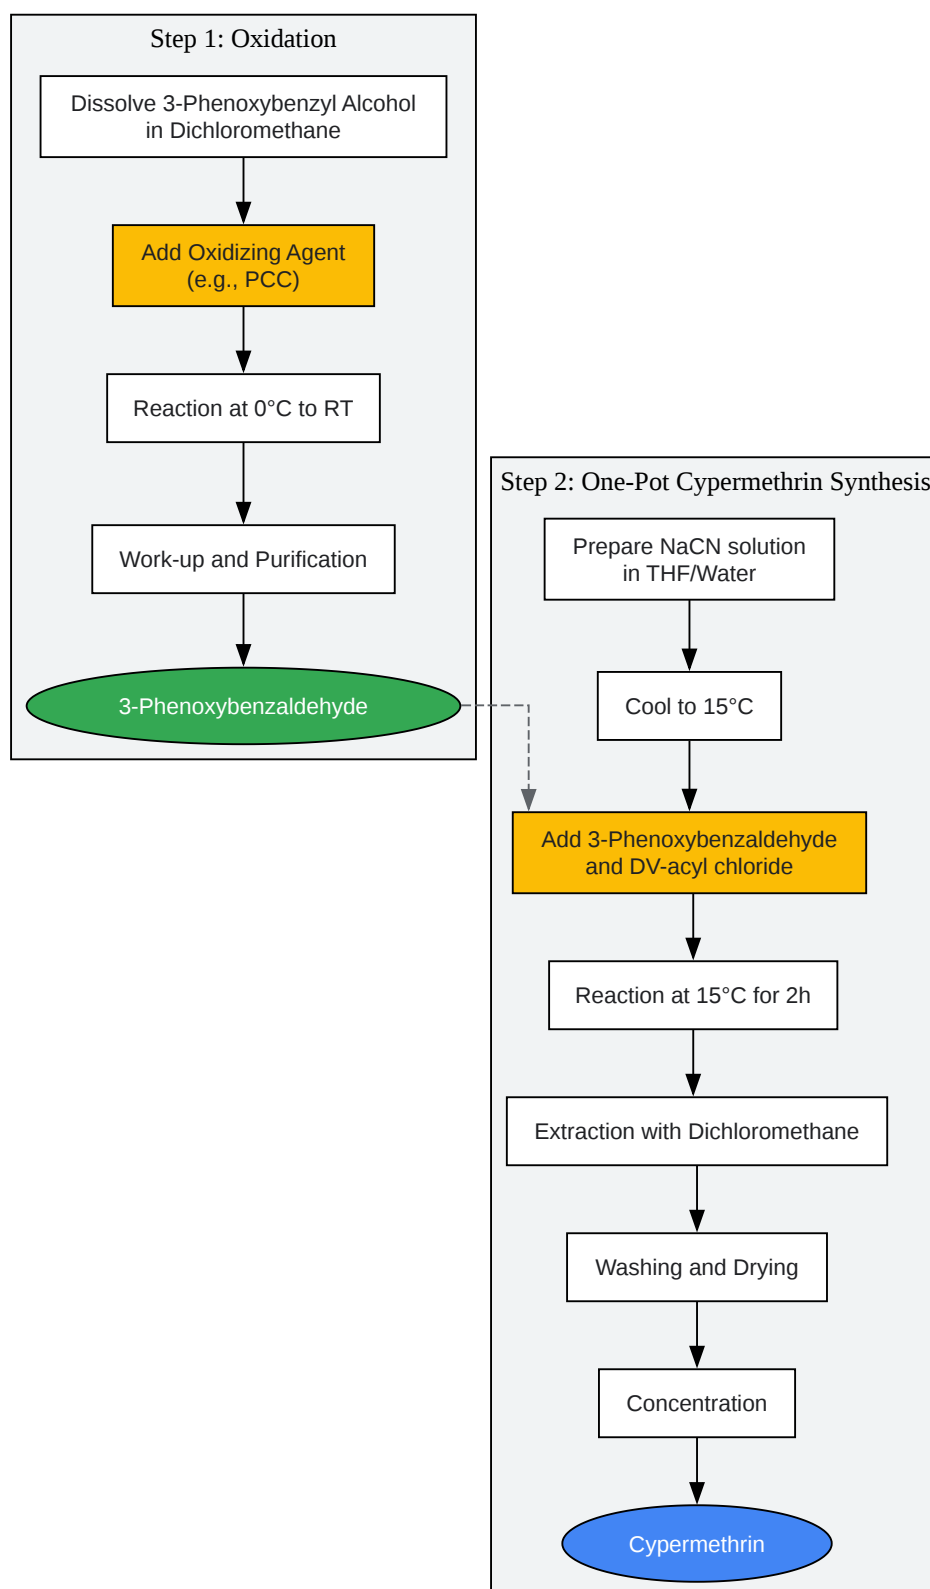 Step 1: Oxidation
Dissolve 3-Phenoxybenzyl Alcohol
in Dichloromethane
Add Oxidizing Agent
(e.g., PCC)
Reaction at 0°C to RT
Work-up and Purification
3-Phenoxybenzaldehyde
Step 2: One-Pot Cypermethrin Synthesis
Prepare NaCN solution
in THF/Water
Cool to 15°C
Add 3-Phenoxybenzaldehyde
and DV-acyl chloride
Reaction at 15°C for 2h
Extraction with Dichloromethane
Washing and Drying
Concentration
Cypermethrin